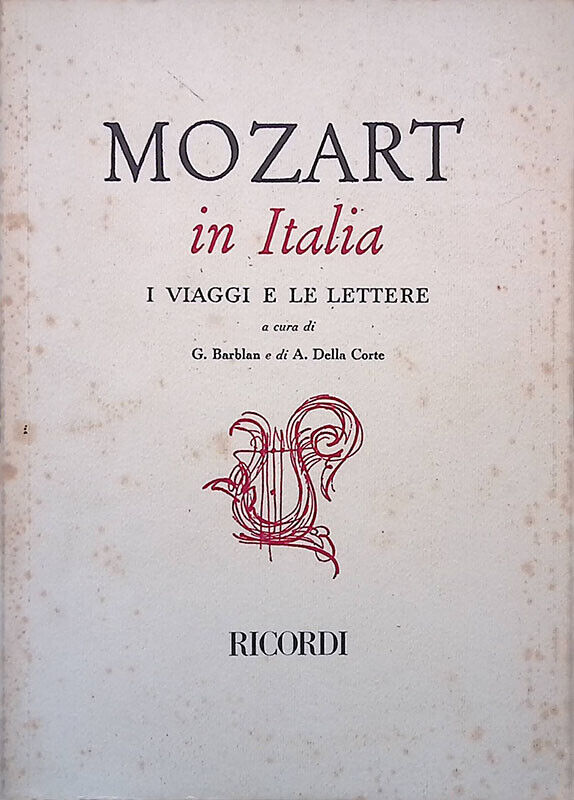 MOZART
in Italia
I VIAGGI E LE LETTERE
a cura di
G. Barblan e di A. Della Corte
RICORDI